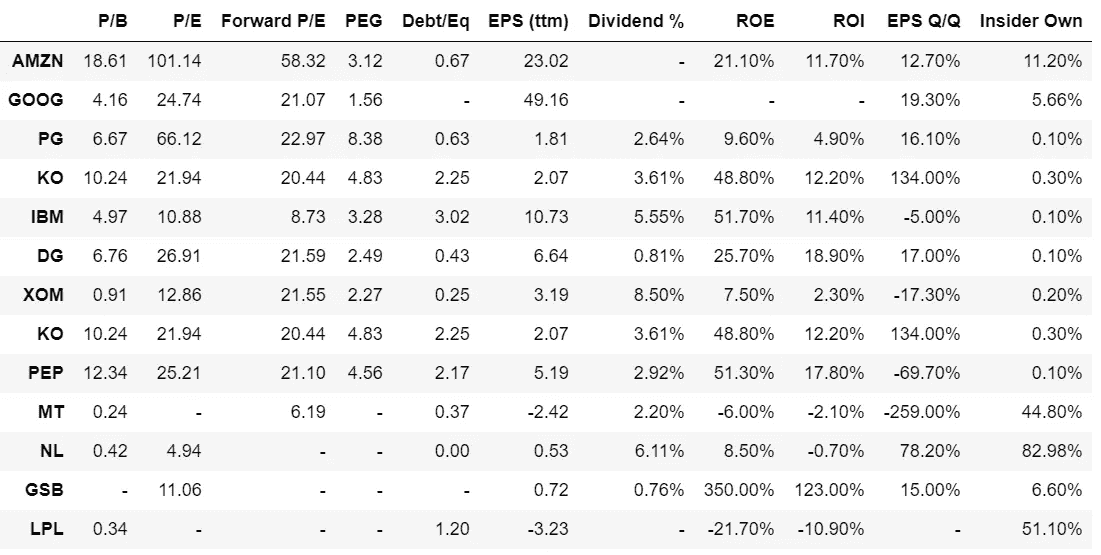 P/B P/E Forward P/E PEG Debt/Eq EPS (ttm) Dividend % ROE ROI EPS Q/Q Insider Own
AMZN 18.61 101.14 58.32 3.12 0.67 23.02 - 21.10% 11.70% 12.70% 11.20%
GOOG 4.16 24.74 21.07 1.56 - 49.16 - - - 19.30% 5.66%
PG 6.67 66.12 22.97 8.38 0.63 1.81 2.64% 9.60% 4.90% 16.10% 0.10%
KO 10.24 21.94 20.44 4.83 2.25 2.07 3.61% 48.80% 12.20% 134.00% 0.30%
IBM 4.97 10.88 8.73 3.28 3.02 10.73 5.55% 51.70% 11.40% -5.00% 0.10%
DG 6.76 26.91 21.59 2.49 0.43 6.64 0.81% 25.70% 18.90% 17.00% 0.10%
XOM 0.91 12.86 21.55 2.27 0.25 3.19 8.50% 7.50% 2.30% -17.30% 0.20%
KO 10.24 21.94 20.44 4.83 2.25 2.07 3.61% 48.80% 12.20% 134.00% 0.30%
PEP 12.34 25.21 21.10 4.56 2.17 5.19 2.92% 51.30% 17.80% -69.70% 0.10%
MT 0.24 - 6.19 - 0.37 -2.42 2.20% -6.00% -2.10% -259.00% 44.80%
NL 0.42 4.94 - - 0.00 0.53 6.11% 8.50% -0.70% 78.20% 82.98%
GSB - 11.06 - - - 0.72 0.76% 350.00% 123.00% 15.00% 6.60%
LPL 0.34 - - - 1.20 -3.23 - -21.70% -10.90% - 51.10%